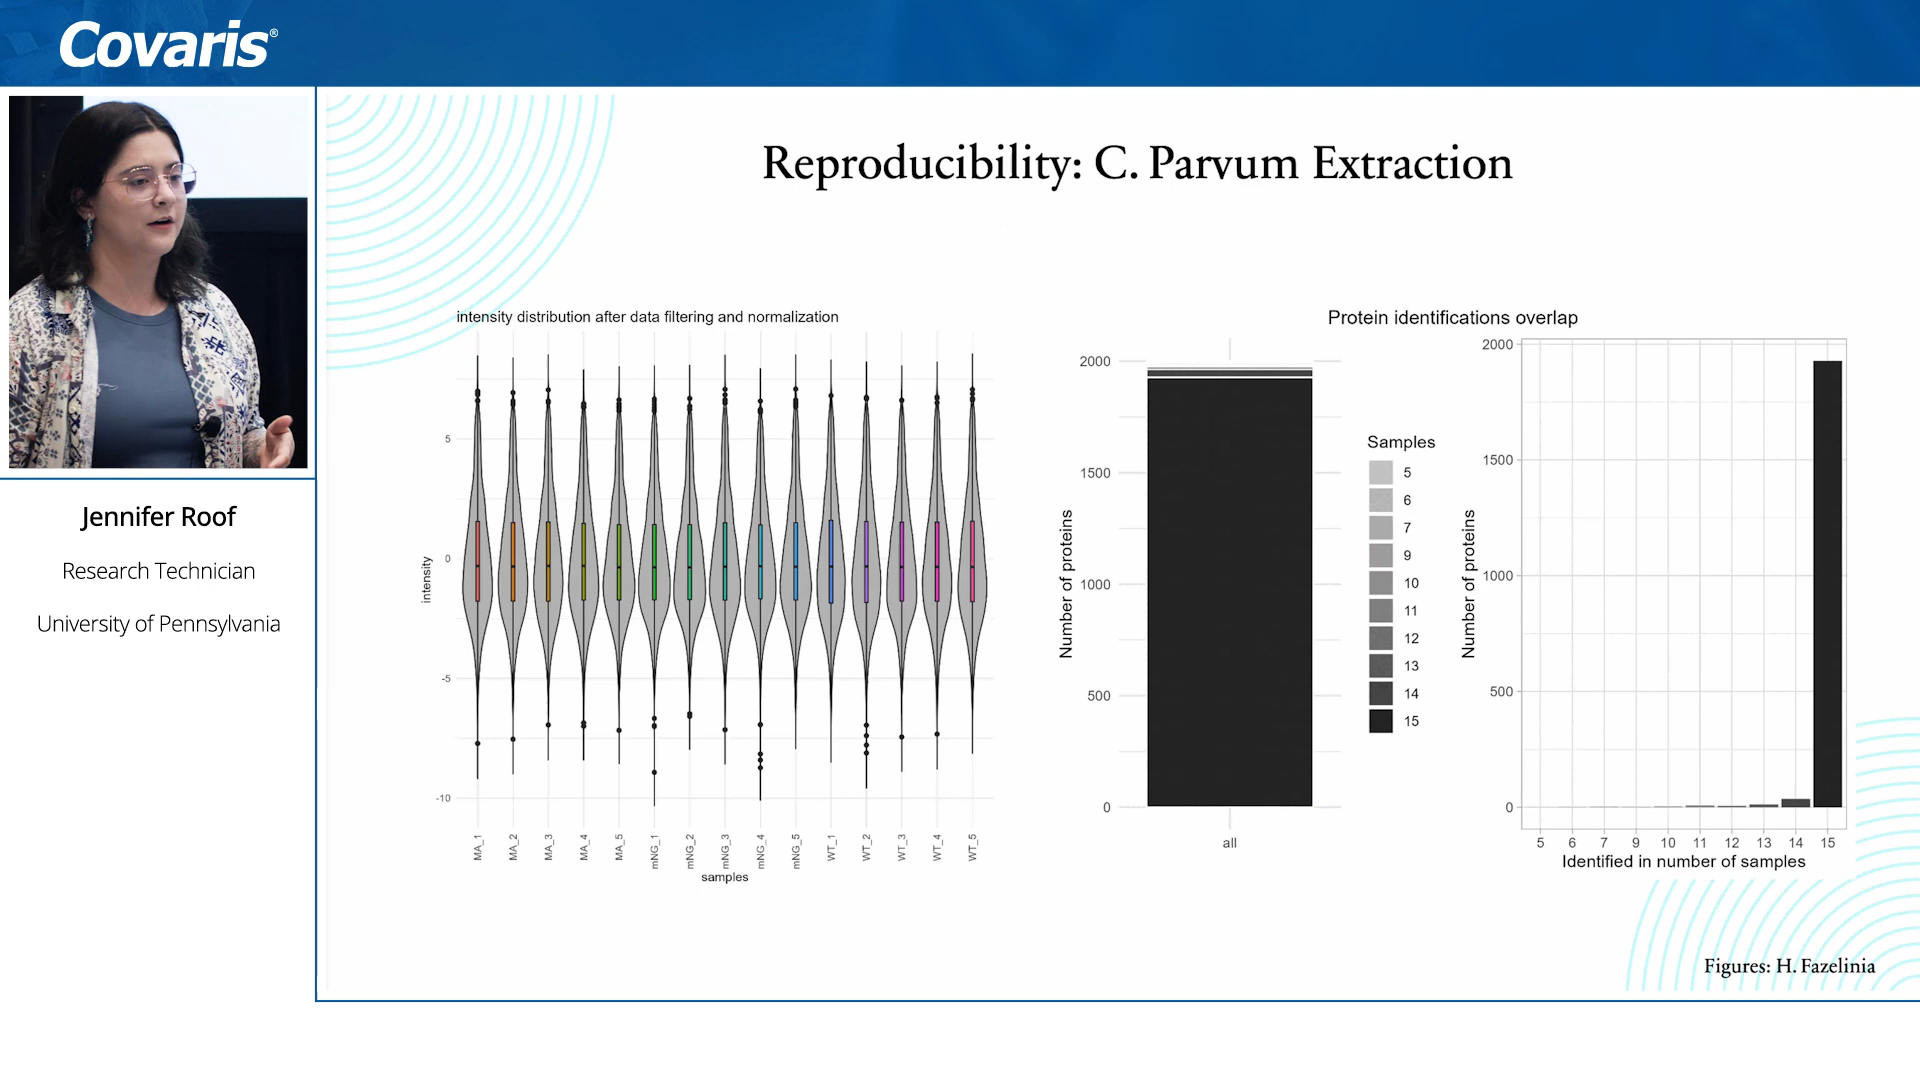 Covaris®
Jennifer Roof
Research Technician
University of Pennsylvania
Reproducibility: C. Parvum Extraction
intensity distribution after data filtering and normalization
intensity
5
0
-5
-10
MA_1
MA_2
MA_3
MA_4
MA_5
mNG_1
mNG_2
mNG_3
mNG_4
mNG_5
WT_1
WT_2
WT_3
WT_4
WT_5
samples
Protein identifications overlap
Number of proteins
2000
1500
1000
500
0
all
Samples
5
6
7
9
10
11
12
13
14
15
Number of proteins
2000
1500
1000
500
0
5 6 7 9 10 11 12 13 14 15
Identified in number of samples
Figures: H. Fazelinia